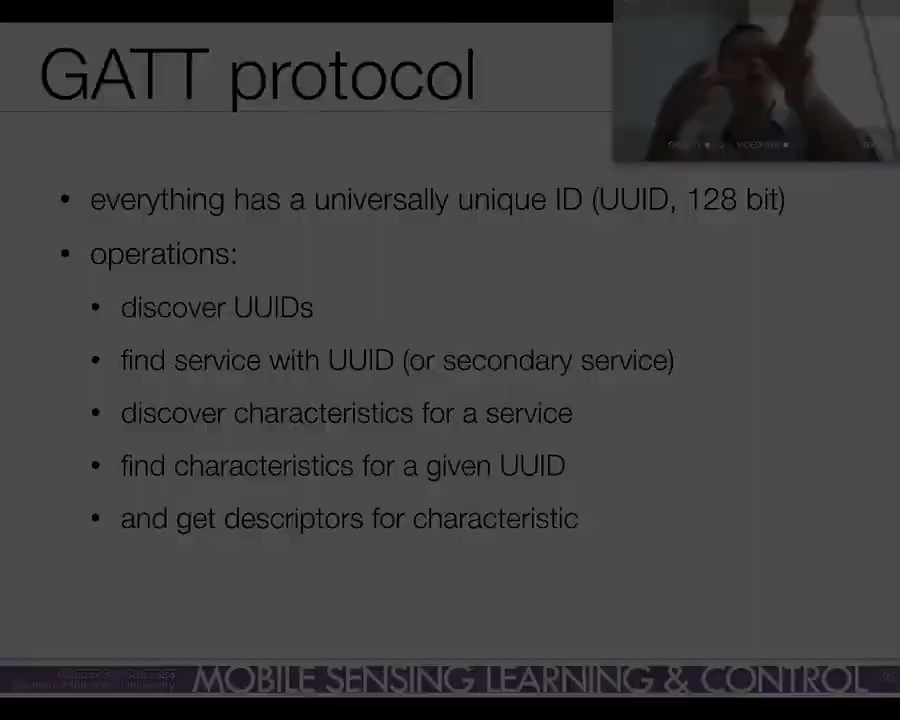 GATT protocol
• everything has a universally unique ID (UUID, 128 bit)
• operations:
• discover UUIDs
• find service with UUID (or secondary service)
• discover characteristics for a service
• find characteristics for a given UUID
• and get descriptors for characteristic
MOBILE SENSING LEARNING & CONTROL